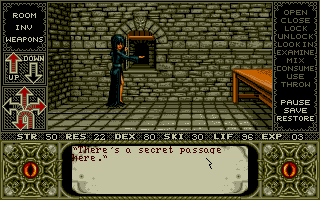 ROOM
INV
WEAPONS
UP
DOWN
OPEN
CLOSE
LOCK
UNLOCK
LOOK IN
EXAMINE
MIX
CONSUME
USE
THROW
PAUSE
SAVE
RESTORE
STR 50 RES 22 DEX 80 SKI 30 LIF 96 EXP 03
"There's a secret passage
here."